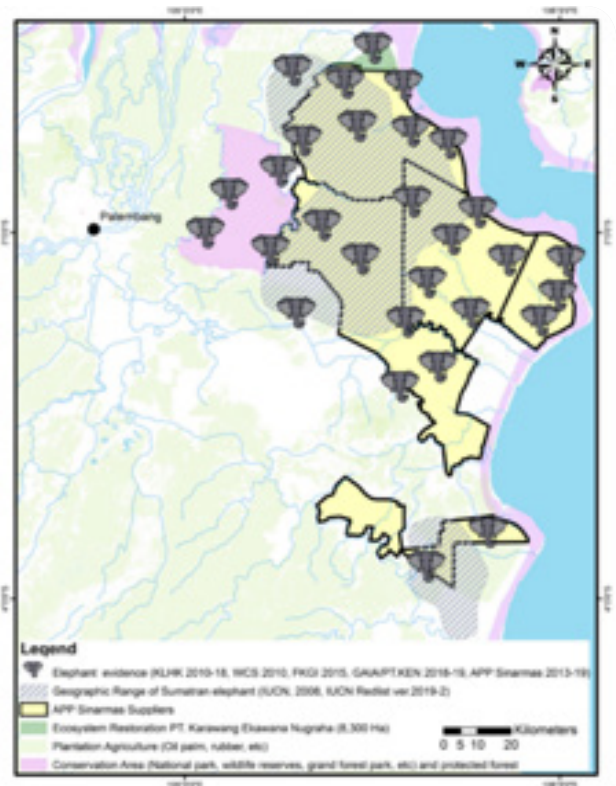 N
W E
S
Palembang
Legend
Elephant evidence (KLHK 2010-18, WCS 2010, FKGI 2015, GAIA/PT.KEN 2018-19, APP Sinarmas 2013-19)
Geographic Range of Sumatran elephant (IUCN, 2008, IUCN Redlist ver.2019-2)
APP Sinarmas Suppliers
Ecosystem Restoration PT. Karawang Ekawana Nugraha (8,300 Ha)
Kilometers
Plantation Agriculture (Oil palm, rubber, etc)
0 5 10 20
Conservation Area (National park, wildlife reserves, grand forest park, etc) and protected forest